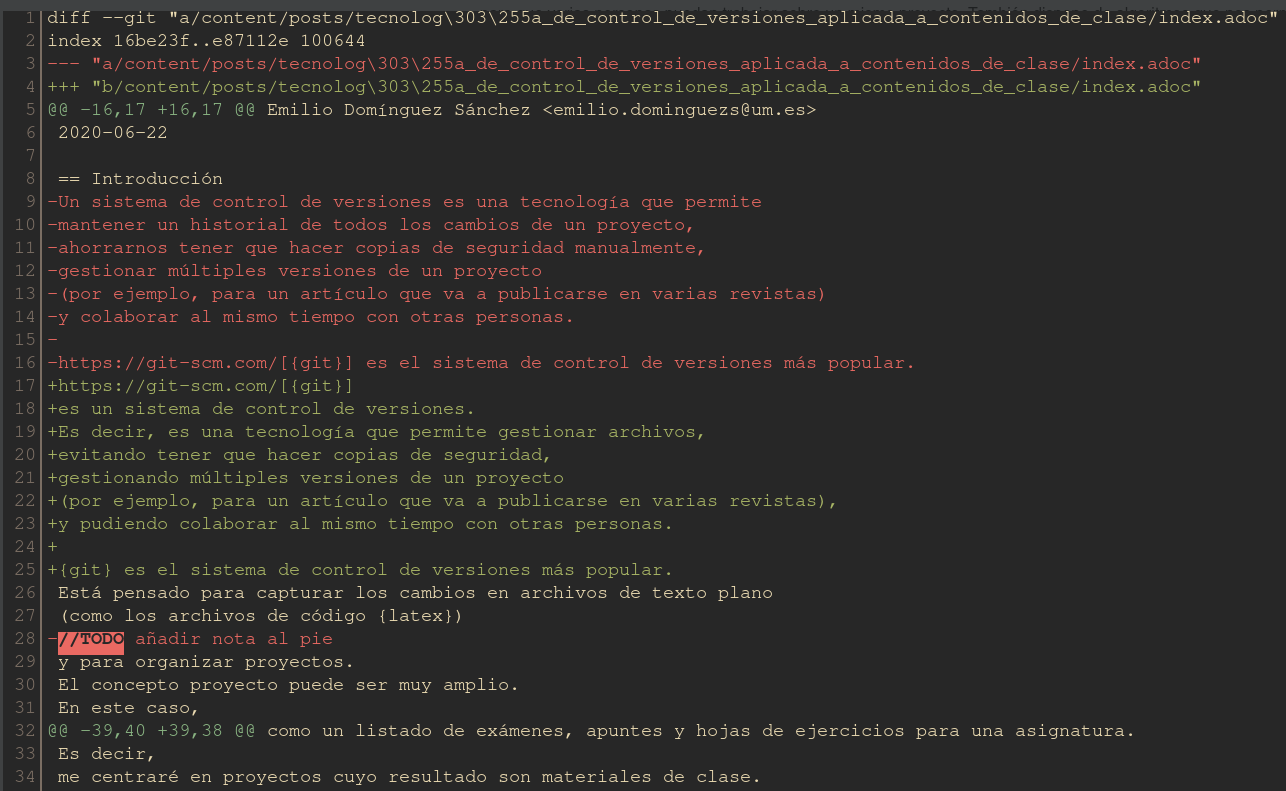 1 diff --git "a/content/posts/tecnolog\303\255a_de_control_de_versiones_aplicada_a_contenidos_de_clase/index.adoc"
2 index 16be23f..e87112e 100644
3 --- "a/content/posts/tecnolog\303\255a_de_control_de_versiones_aplicada_a_contenidos_de_clase/index.adoc"
4 +++ "b/content/posts/tecnolog\303\255a_de_control_de_versiones_aplicada_a_contenidos_de_clase/index.adoc"
5 @@ -16,17 +16,17 @@ Emilio Domínguez Sánchez <emilio.dominguezs@um.es>
6  2020-06-22
7
8  == Introducción
9 -Un sistema de control de versiones es una tecnología que permite
10 -mantener un historial de todos los cambios de un proyecto,
11 -ahorrarnos tener que hacer copias de seguridad manualmente,
12 -gestionar múltiples versiones de un proyecto
13 -(por ejemplo, para un artículo que va a publicarse en varias revistas)
14 -y colaborar al mismo tiempo con otras personas.
15 -
16 -https://git-scm.com/[{git}] es el sistema de control de versiones más popular.
17 +https://git-scm.com/[{git}]
18 +es un sistema de control de versiones.
19 +Es decir, es una tecnología que permite gestionar archivos,
20 +evitando tener que hacer copias de seguridad,
21 +gestionando múltiples versiones de un proyecto
22 +(por ejemplo, para un artículo que va a publicarse en varias revistas),
23 +y pudiendo colaborar al mismo tiempo con otras personas.
24 +
25 +{git} es el sistema de control de versiones más popular.
26  Está pensado para capturar los cambios en archivos de texto plano
27  (como los archivos de código {latex})
28 -//TODO añadir nota al pie
29  y para organizar proyectos.
30  El concepto proyecto puede ser muy amplio.
31  En este caso,
32 @@ -39,40 +39,38 @@ como un listado de exámenes, apuntes y hojas de ejercicios para una asignatura.
33  Es decir,
34  me centraré en proyectos cuyo resultado son materiales de clase.